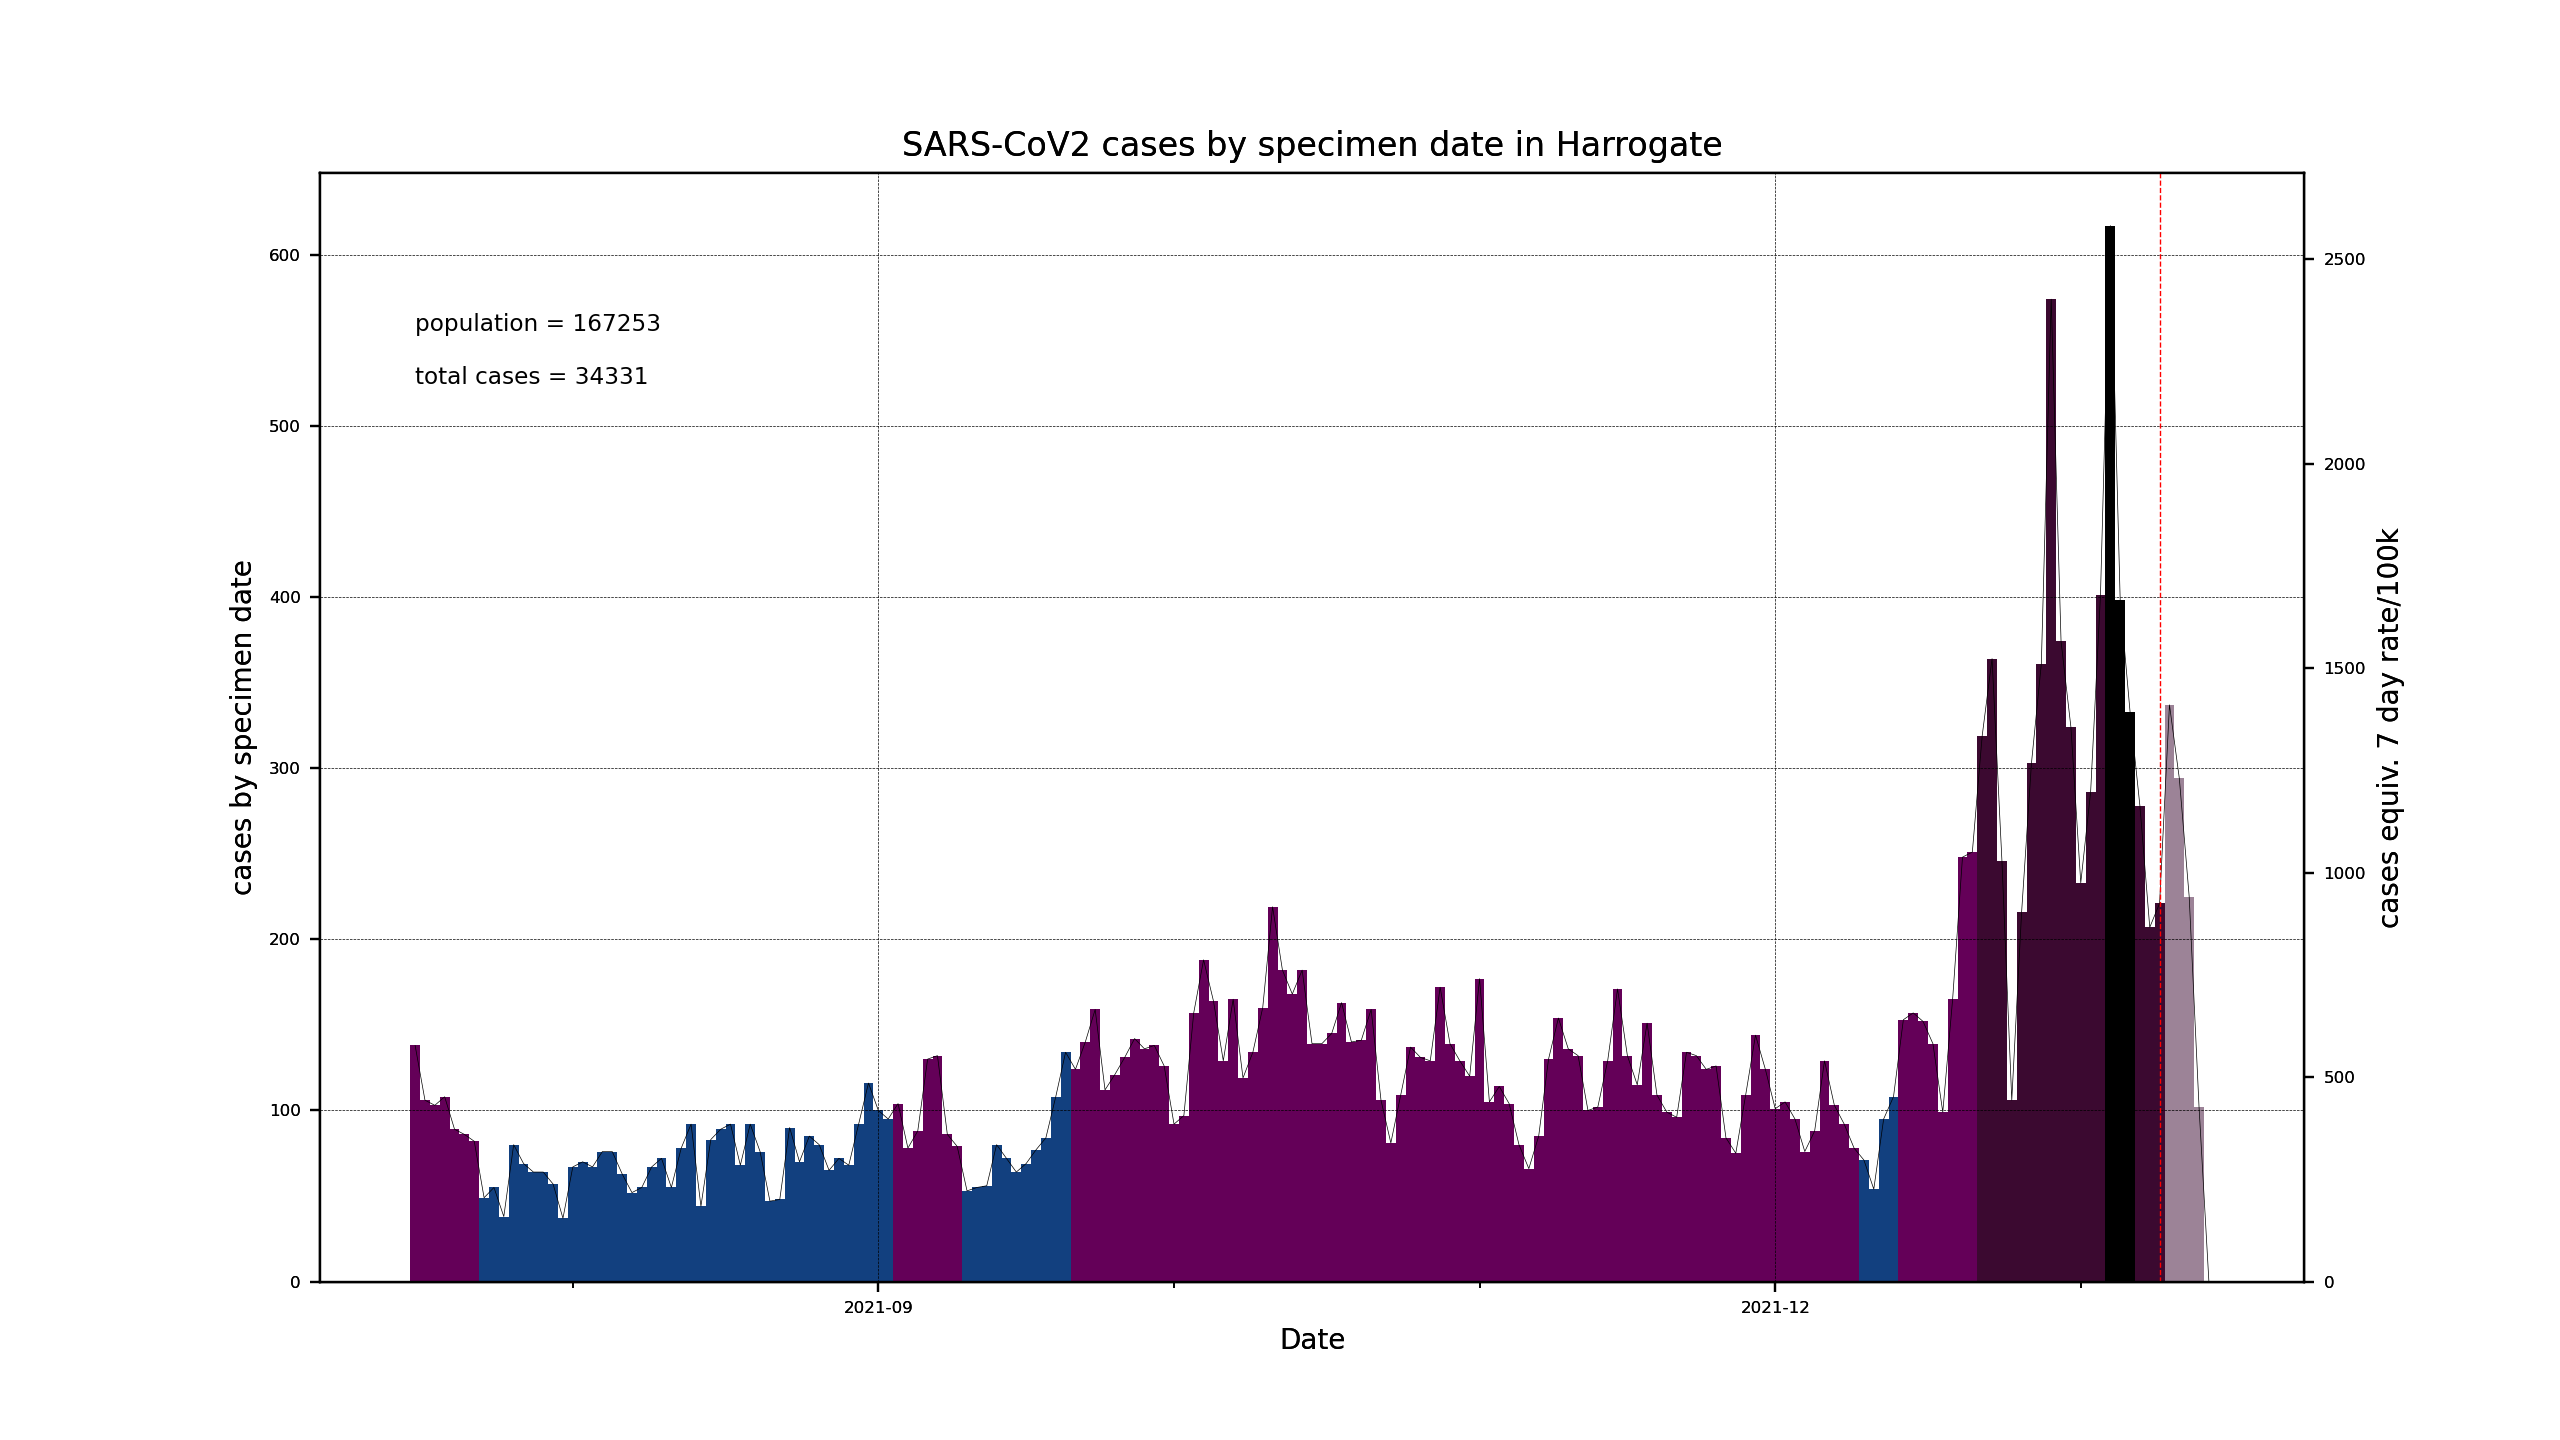 SARS-CoV2 cases by specimen date in Harrogate
population = 167253
total cases = 34331
cases by specimen date
600
500
400
300
200
100
0
2500
2000
1500
1000
500
0
cases equiv. 7 day rate/100k
2021-09
2021-12
Date